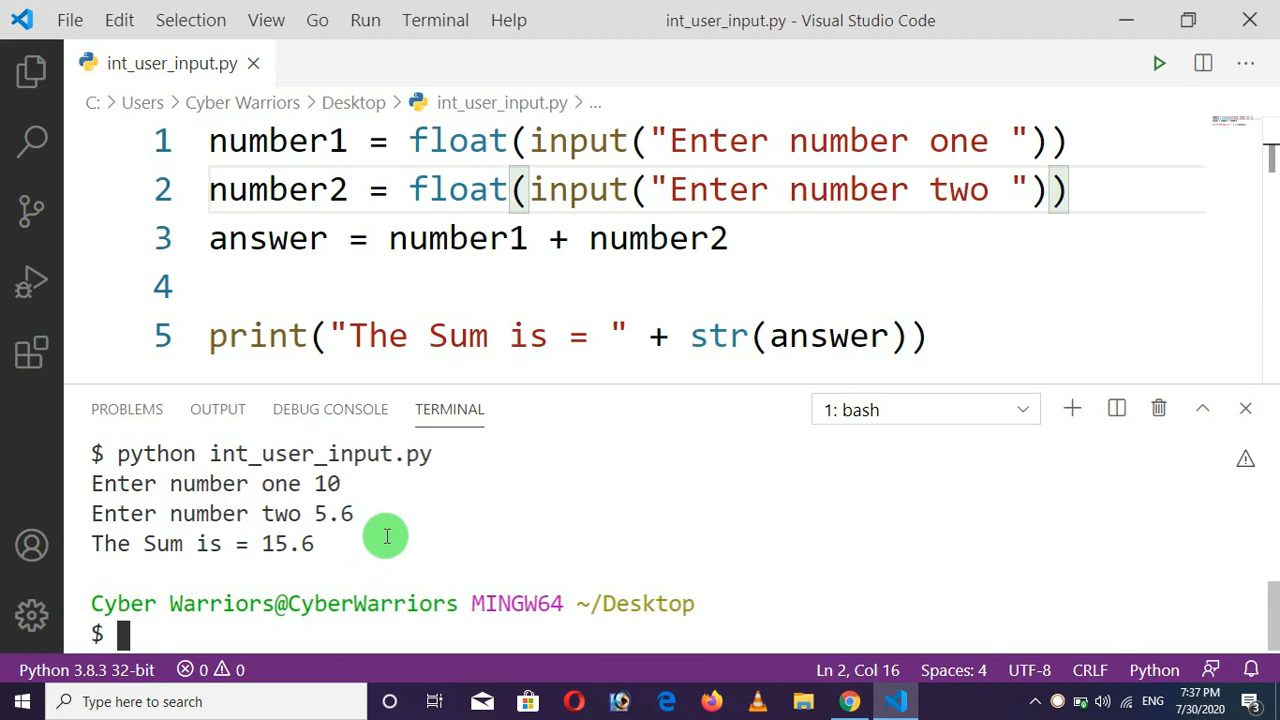 File Edit Selection View Go Run Terminal Help int_user_input.py - Visual Studio Code
int_user_input.py
C: > Users > Cyber Warriors > Desktop > int_user_input.py > ...
1 number1 = float(input("Enter number one "))
2 number2 = float(input("Enter number two "))
3 answer = number1 + number2
4
5 print("The Sum is = " + str(answer))
PROBLEMS OUTPUT DEBUG CONSOLE TERMINAL 1: bash
$ python int_user_input.py
Enter number one 10
Enter number two 5.6
The Sum is = 15.6
Cyber Warriors@CyberWarriors MINGW64 ~/Desktop
$
Python 3.8.3 32-bit 0 0 Ln 2, Col 16 Spaces: 4 UTF-8 CRLF Python
Type here to search ENG 7:37 PM
7/30/2020 3